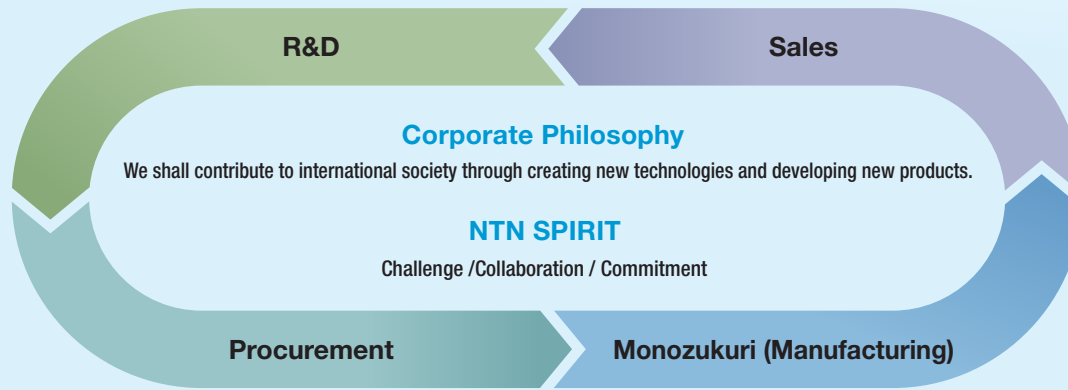 R&D
Sales
Corporate Philosophy
We shall contribute to international society through creating new technologies and developing new products.
NTN SPIRIT
Challenge /Collaboration / Commitment
Procurement
Monozukuri (Manufacturing)